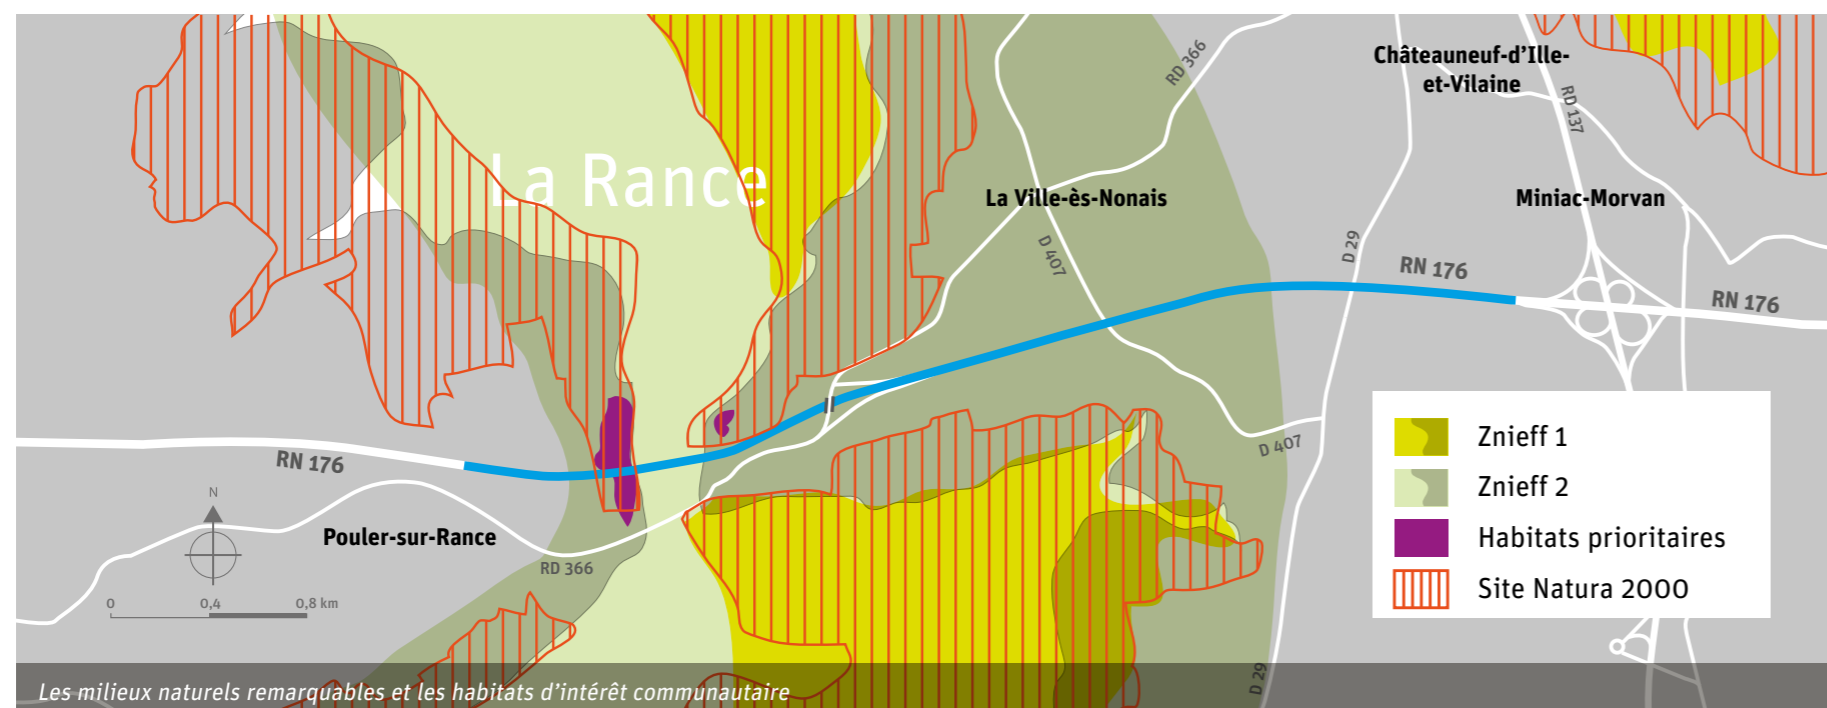 Châteauneuf-d'Ille-
et-Vilaine
RD 366
RD 137
La Rance
La Ville-ès-Nonais
Miniac-Morvan
D 407
D 29
RN 176
RN 176
RN 176
D 407
Znieff 1
Znieff 2
Habitats prioritaires
Site Natura 2000
N
Pouler-sur-Rance
RD 366
0 0,4 0,8 km
D 29
Les milieux naturels remarquables et les habitats d'intérêt communautaire